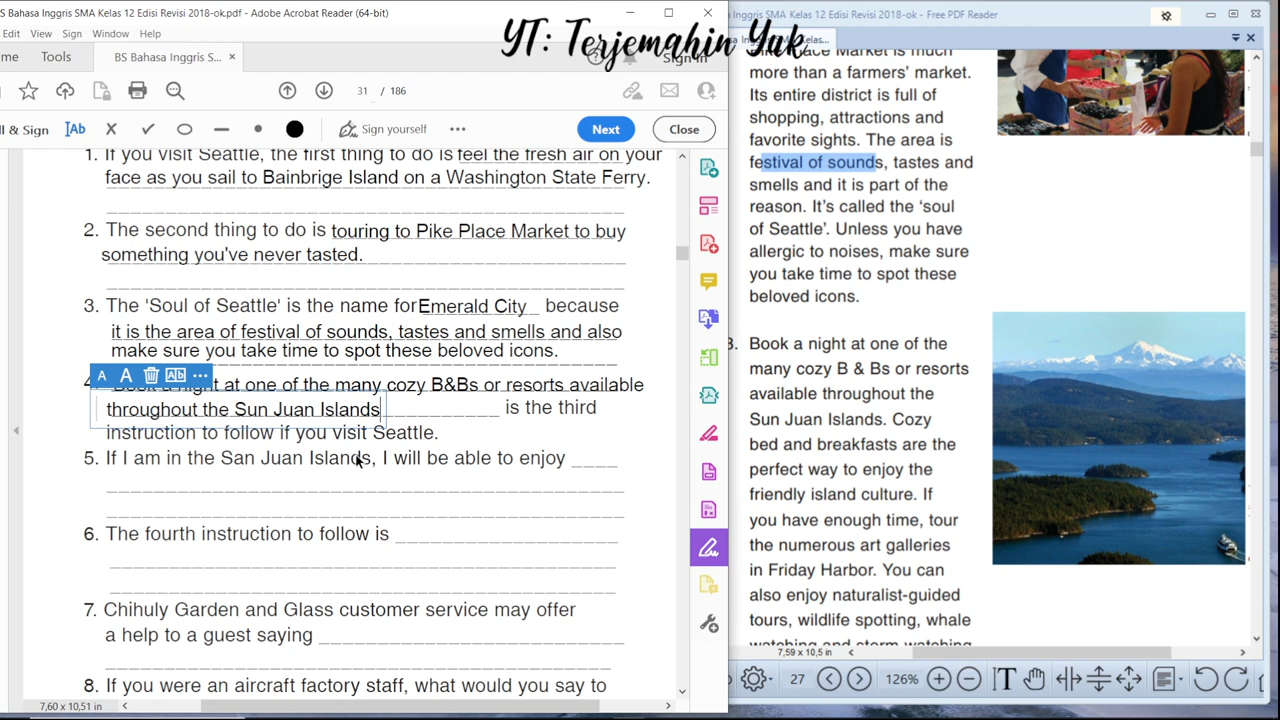 S Bahasa Inggris SMA Kelas 12 Edisi Revisi 2018-ok.pdf - Adobe Acrobat Reader (64-bit)
Bahasa Inggris SMA Kelas 12 Edisi Revisi 2018-ok - Free PDF Reader
YT: Terjemahin Yuk
Edit View Sign Window Help
me Tools BS Bahasa Inggris S... × Sign In
31 / 186
ll & Sign Ab Sign yourself Next Close
1. If you visit Seattle, the first thing to do is feel the fresh air on your
face as you sail to Bainbrige Island on a Washington State Ferry.
2. The second thing to do is touring to Pike Place Market to buy
something you've never tasted.
3. The 'Soul of Seattle' is the name for Emerald City because
it is the area of festival of sounds, tastes and smells and also
make sure you take time to spot these beloved icons.
4. Book a night at one of the many cozy B&Bs or resorts available
throughout the Sun Juan Islands is the third
instruction to follow if you visit Seattle.
5. If I am in the San Juan Islands, I will be able to enjoy
6. The fourth instruction to follow is
7. Chihuly Garden and Glass customer service may offer
a help to a guest saying
8. If you were an aircraft factory staff, what would you say to
7,60 x 10,51 in
Pike Place Market is much
more than a farmers' market.
Its entire district is full of
shopping, attractions and
favorite sights. The area is
festival of sounds, tastes and
smells and it is part of the
reason. It's called the 'soul
of Seattle'. Unless you have
allergic to noises, make sure
you take time to spot these
beloved icons.
3. Book a night at one of the
many cozy B & Bs or resorts
available throughout the
Sun Juan Islands. Cozy
bed and breakfasts are the
perfect way to enjoy the
friendly island culture. If
you have enough time, tour
the numerous art galleries
in Friday Harbor. You can
also enjoy naturalist-guided
tours, wildlife spotting, whale
watching and storm watching
7,59 x 10,5 in
27 126%